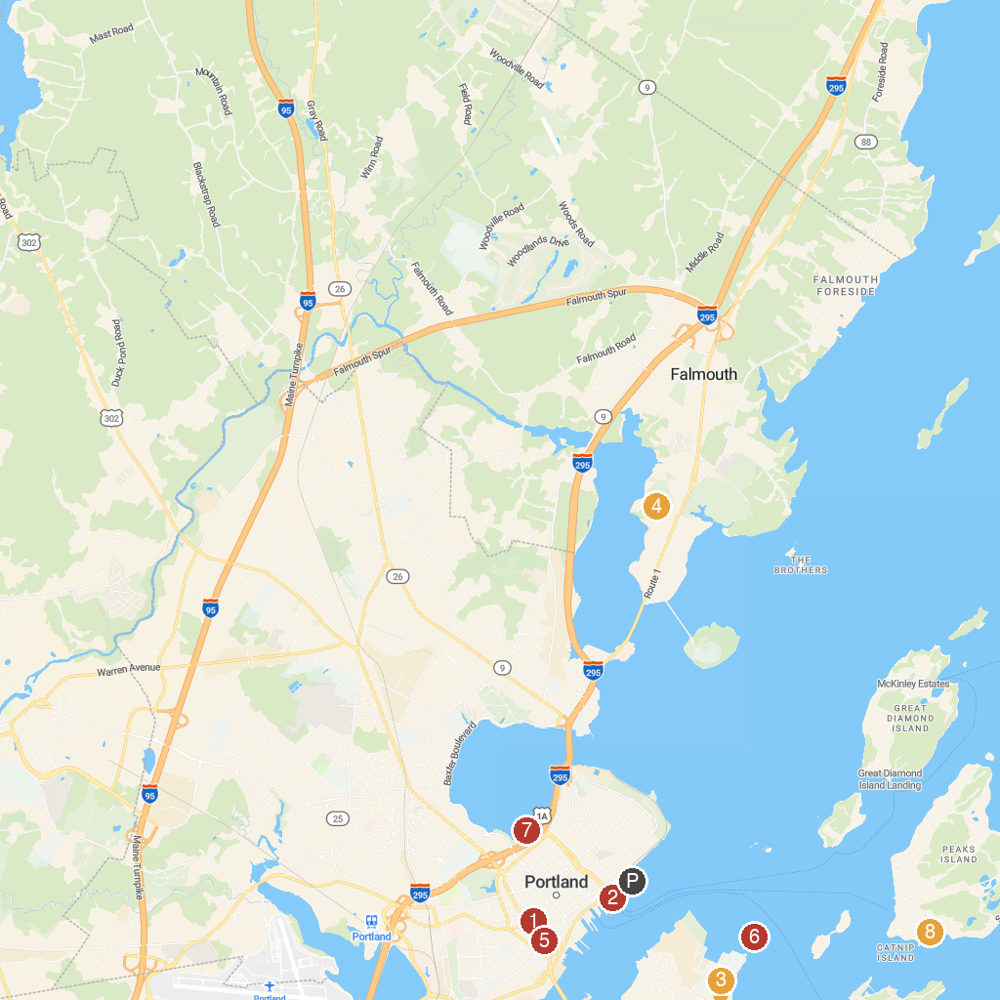 Mast Road
Mountain Road
Gray Road
Field Road
Woodville Road
Foreside Road
9
295
95
88
Winn Road
Blackstrap Road
Road
302
Woodville Road
Woods Road
Woodlands Drive
Middle Road
26
95
Falmouth Road
Falmouth Spur
FALMOUTH
FORESIDE
295
Duck Pond Road
Maine Turnpike
Falmouth Spur
Falmouth Road
Falmouth
302
9
295
4
THE
BROTHERS
26
Route 1
95
Warren Avenue
9
295
McKinley Estates
GREAT
DIAMOND
ISLAND
Baxter Boulevard
295
Great Diamond
Island Landing
95
25
1A
7
Maine Turnpike
PEAKS
ISLAND
Portland
P
2
295
1
5
Portland
6
8
CATNIP
ISLAND
3
Portland